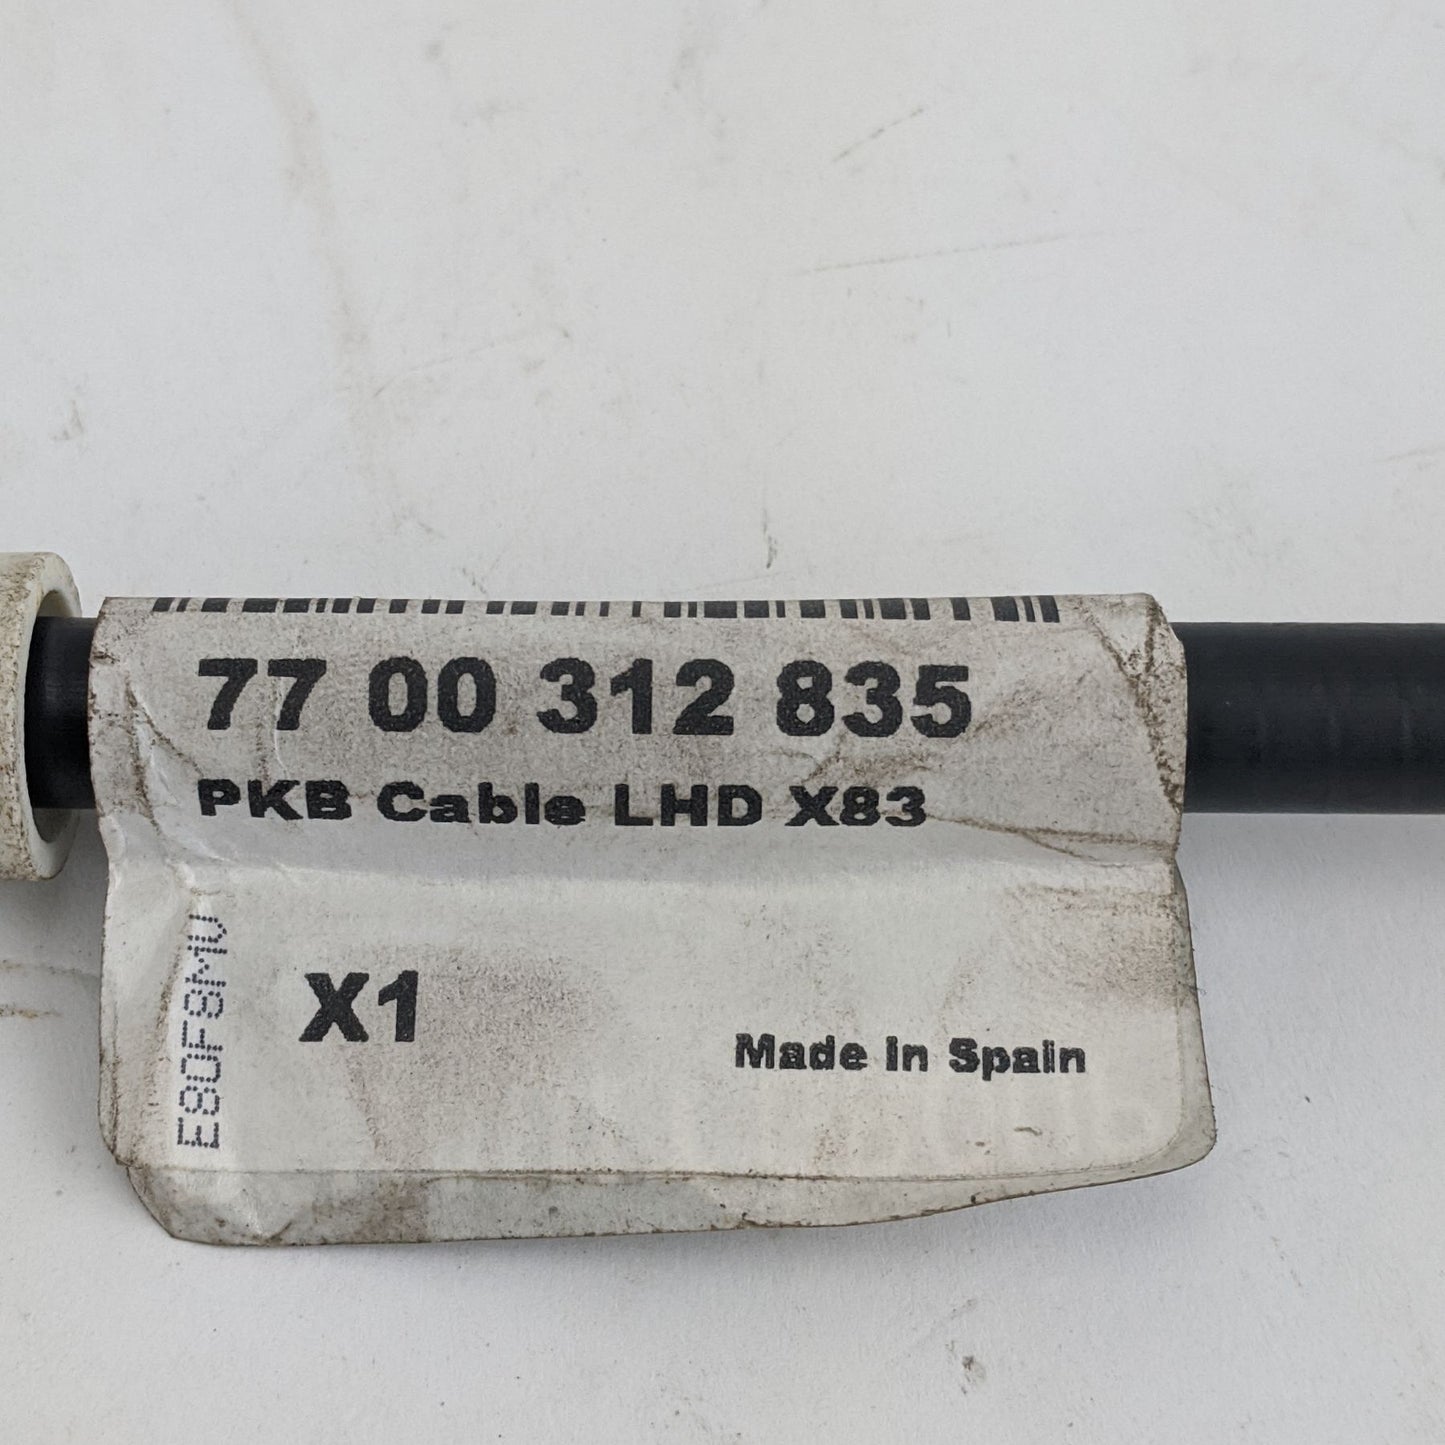 77 00 312 835
PKB Cable LHD X83
E80F8MU
X1
Made in Spain